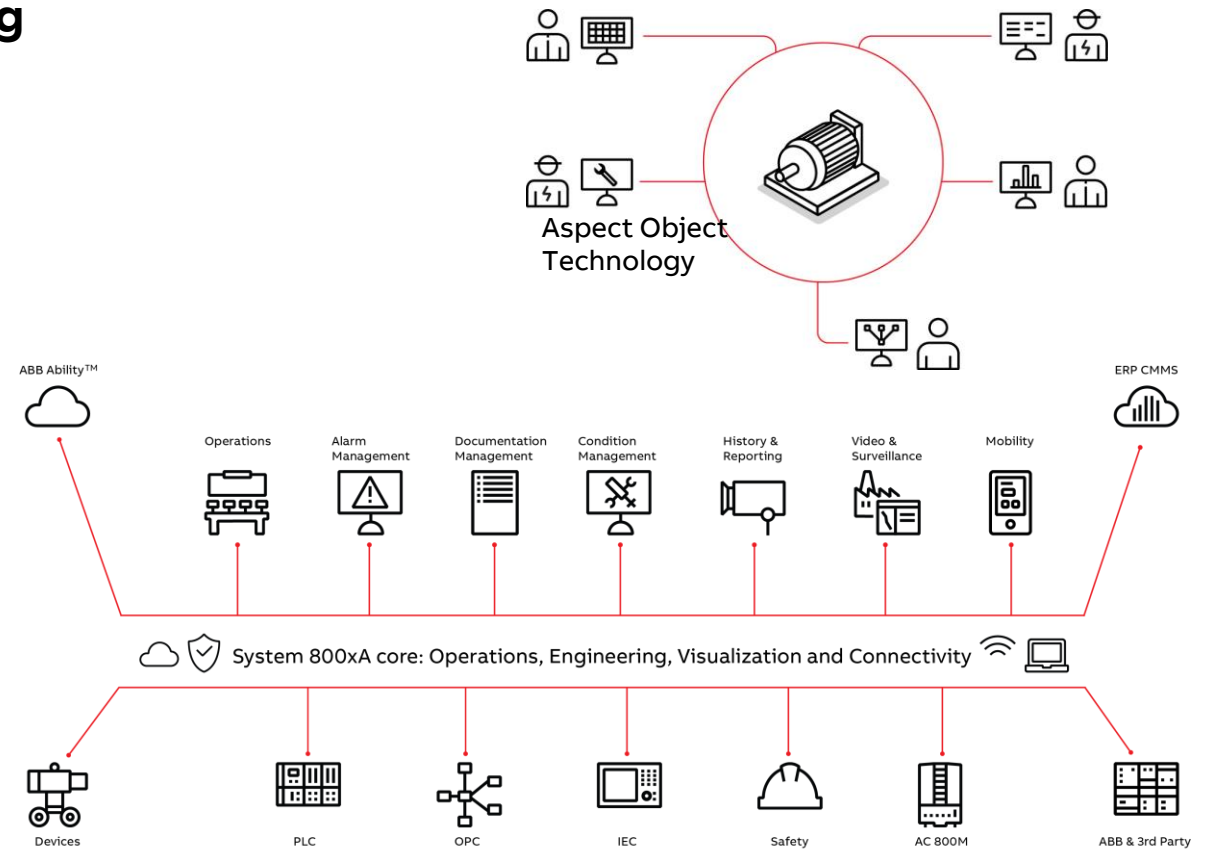 g
Aspect Object
Technology
ABB Ability™
ERP CMMS
Operations
Alarm
Management
Documentation
Management
Condition
Management
History &
Reporting
Video &
Surveillance
Mobility
System 800xA core: Operations, Engineering, Visualization and Connectivity
Devices
PLC
OPC
IEC
Safety
AC 800M
ABB & 3rd Party